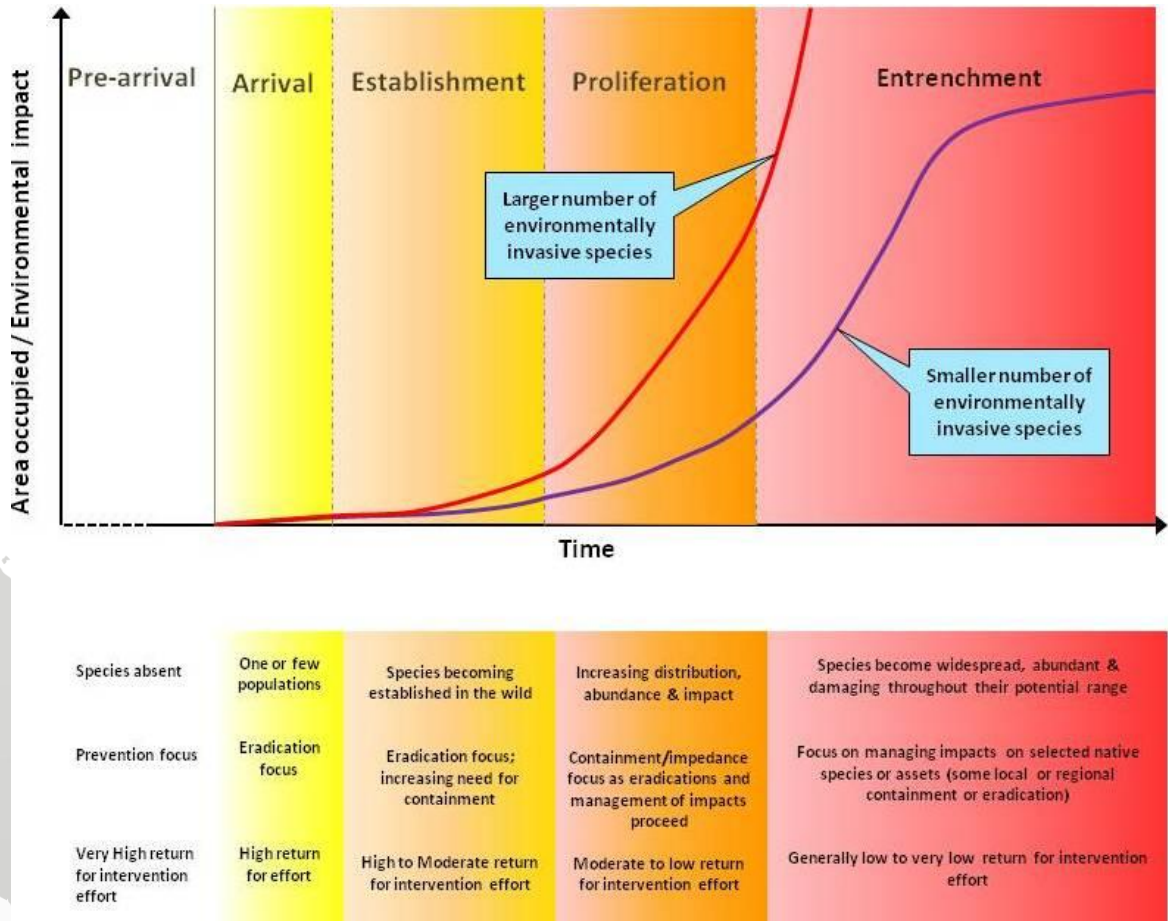 Pre-arrival
Arrival
Establishment
Proliferation
Entrenchment
Area occupied / Environmental impact
Larger number of
environmentally
invasive species
Smaller number of
environmentally
invasive species
Time
Species absent
One or few
populations
Species becoming
established in the wild
Increasing distribution,
abundance & impact
Species become widespread, abundant &
damaging throughout their potential range
Prevention focus
Eradication
focus
Eradication focus;
increasing need for
containment
Containment/impedance
focus as eradications and
management of impacts
proceed
Focus on managing impacts on selected native
species or assets (some local or regional
containment or eradication)
Very High return
for intervention
effort
High return
for effort
High to Moderate return
for intervention effort
Moderate to low return
for intervention effort
Generally low to very low return for intervention
effort